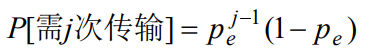 P[需j次传输] = p_e^{j-1}(1 - p_e)